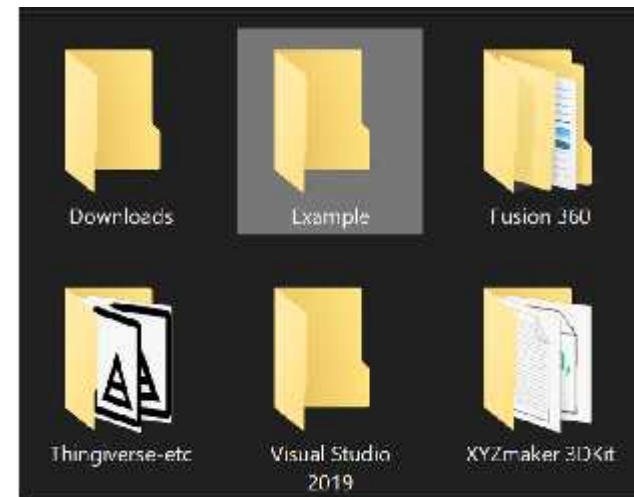 Downloads
Example
Fusion 360
Thingiverse-etc
Visual Studio
2019
XYZmaker 3DKit